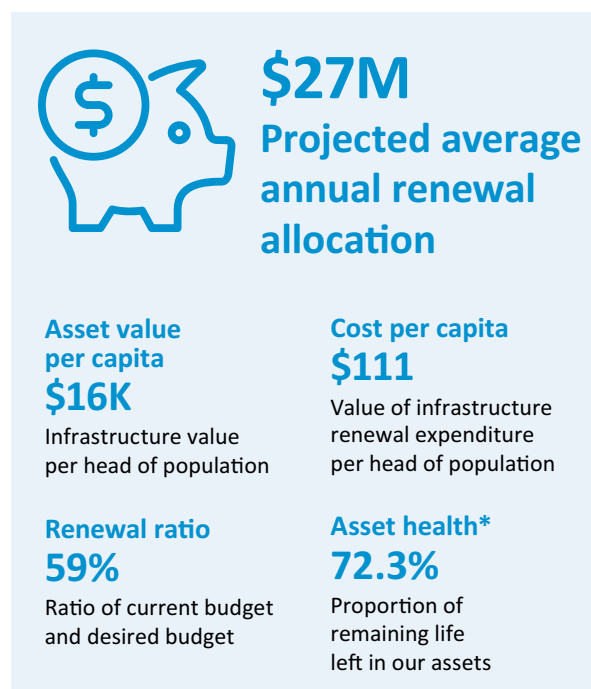 $
$27M
Projected average
annual renewal
allocation
Asset value
per capita
$16K
Infrastructure value
per head of population
Cost per capita
$111
Value of infrastructure
renewal expenditure
per head of population
Renewal ratio
59%
Ratio of current budget
and desired budget
Asset health*
72.3%
Proportion of
remaining life
left in our assets